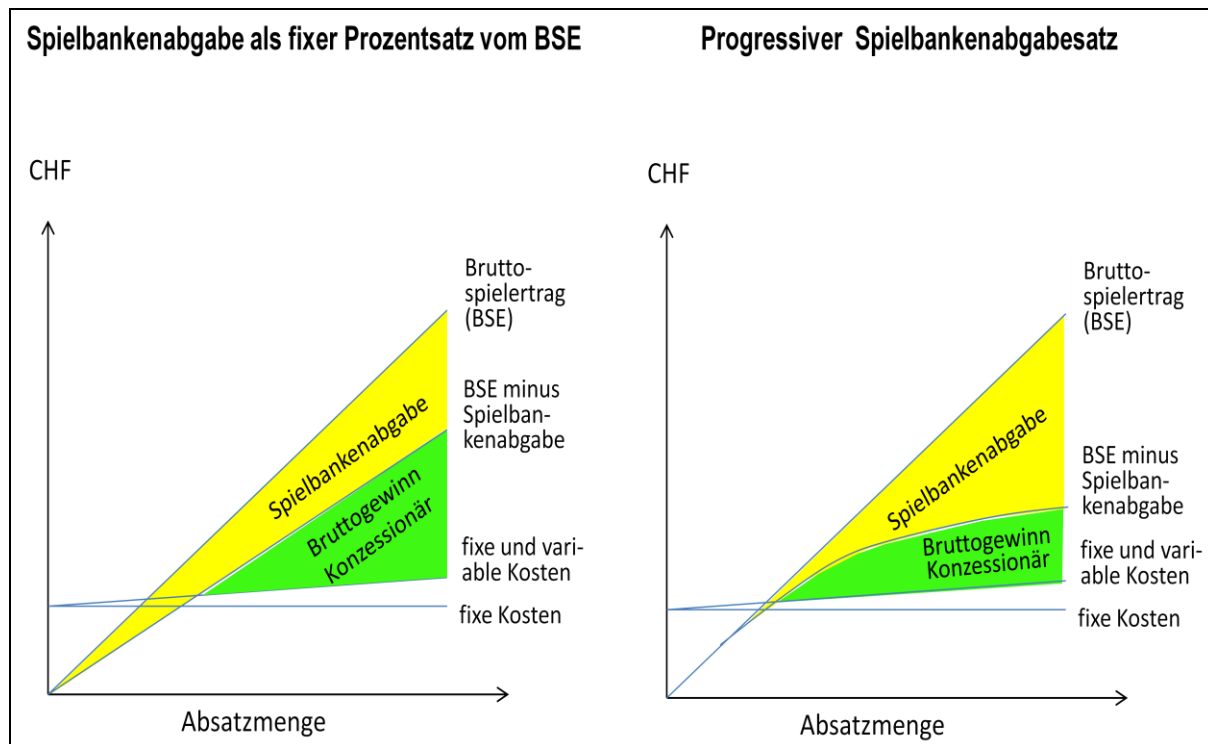 Spielbankenabgabe als fixer Prozentsatz vom BSE
CHF
Brutto-
spielertrag
(BSE)
BSE minus
Spielban-
kenabgabe
Spielbankenabgabe
Bruttogewinn
Konzessionär
fixe und vari-
able Kosten
fixe Kosten
Absatzmenge
Progressiver Spielbankenabgabesatz
CHF
Brutto-
spielertrag
(BSE)
Spielbankenabgabe
BSE minus
Spielban-
kenabgabe
Bruttogewinn
Konzessionär
fixe und vari-
able Kosten
fixe Kosten
Absatzmenge